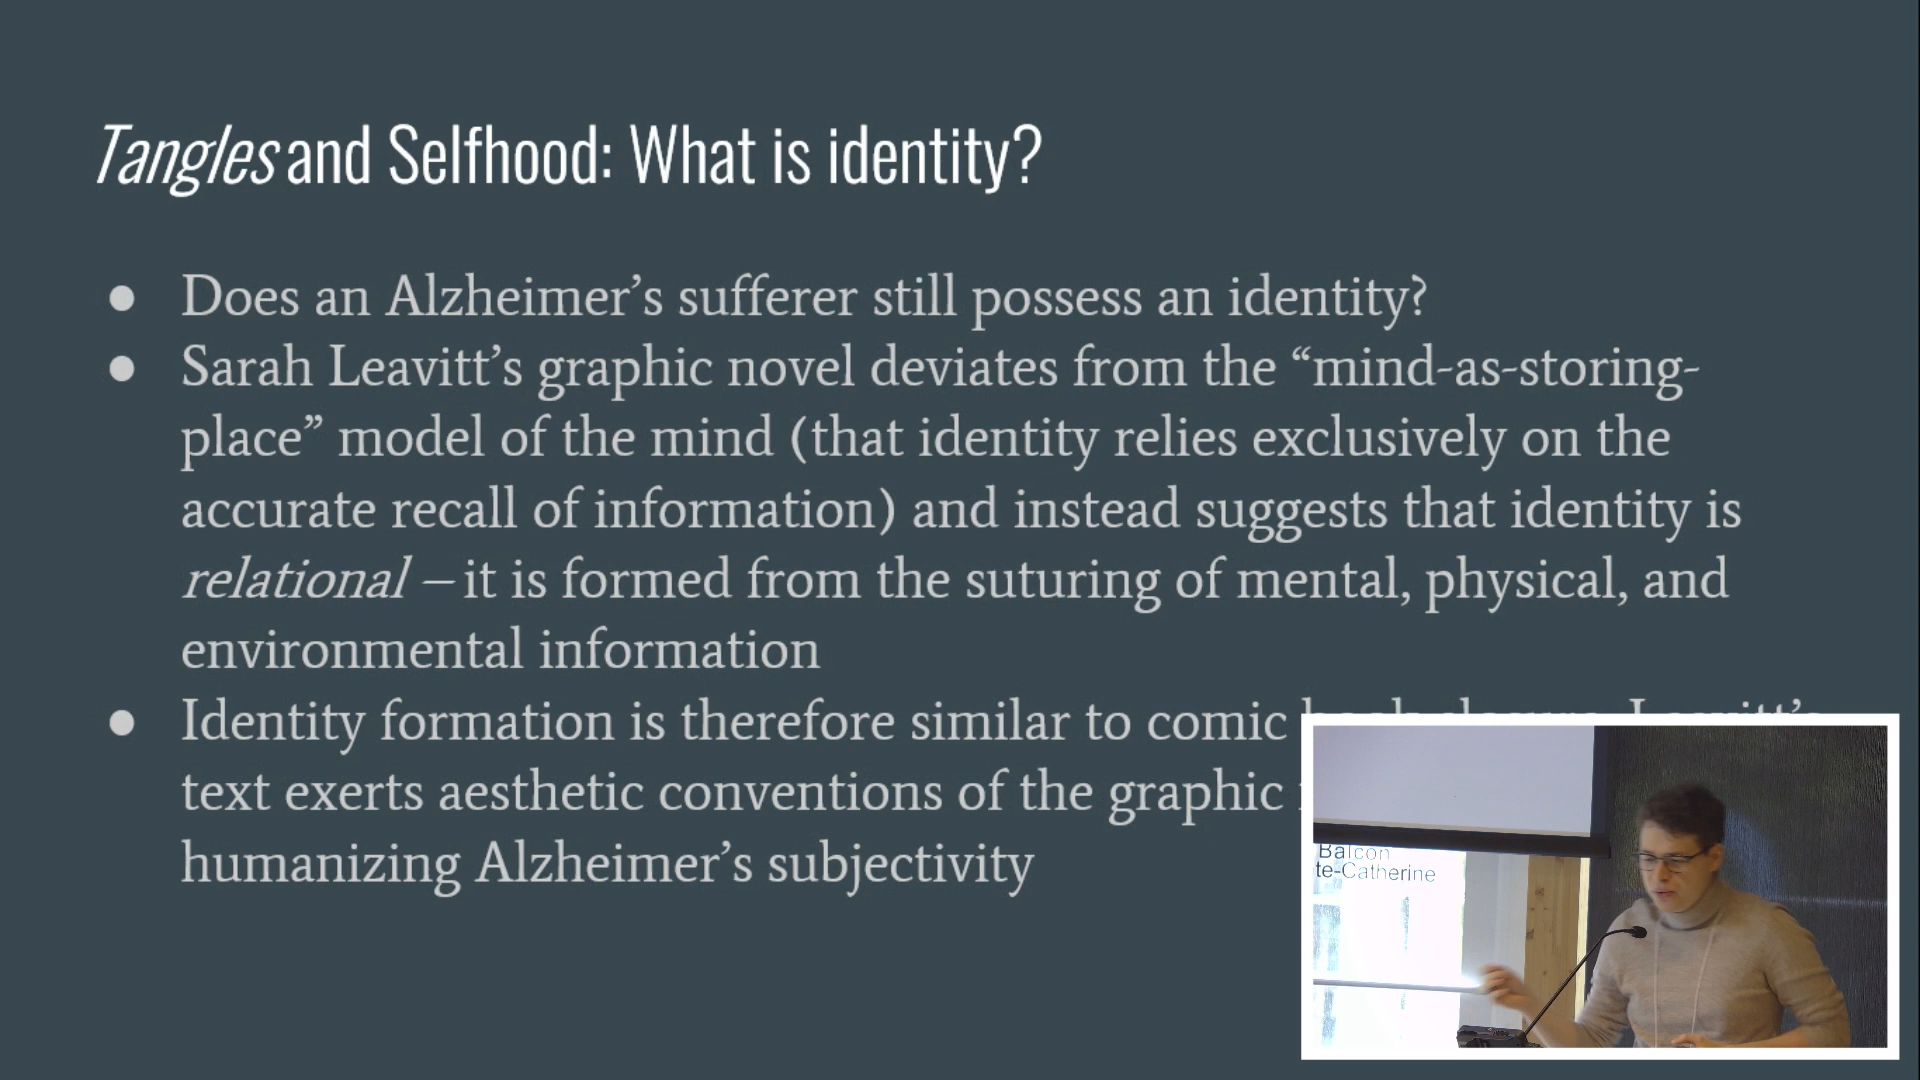 Tangles and Selfhood: What is identity?
● Does an Alzheimer’s sufferer still possess an identity?
● Sarah Leavitt’s graphic novel deviates from the “mind-as-storing-
place” model of the mind (that identity relies exclusively on the
accurate recall of information) and instead suggests that identity is
relational – it is formed from the suturing of mental, physical, and
environmental information
● Identity formation is therefore similar to comic book closure. Leavitt’s
text exerts aesthetic conventions of the graphic
humanizing Alzheimer’s subjectivity
Balcon
te-Catherine